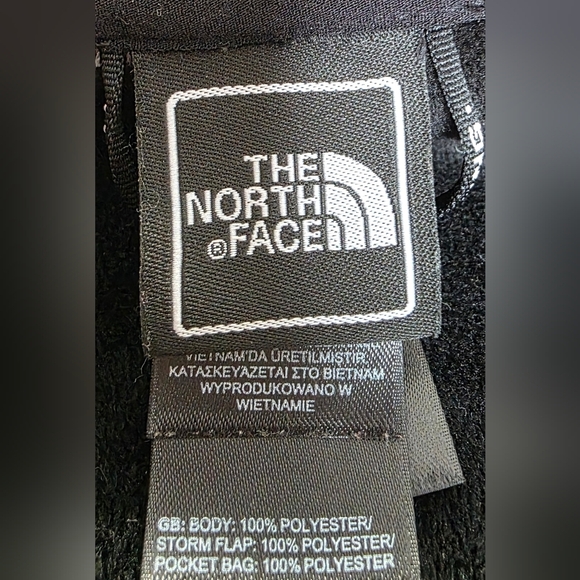 THE
NORTH
®FACE
VIETNAM'DA ÜRETILMISTIR.
ΚΑΤΑΣΚΕΥΑΖΕΤΑΙ ΣΤΟ ΒΙΕΤΝΑΜ
WYPRODUKOWANO W
WIETNAMIE
GB: BODY: 100% POLYESTER/
STORM FLAP: 100% POLYESTER/
POCKET BAG: 100% POLYESTER